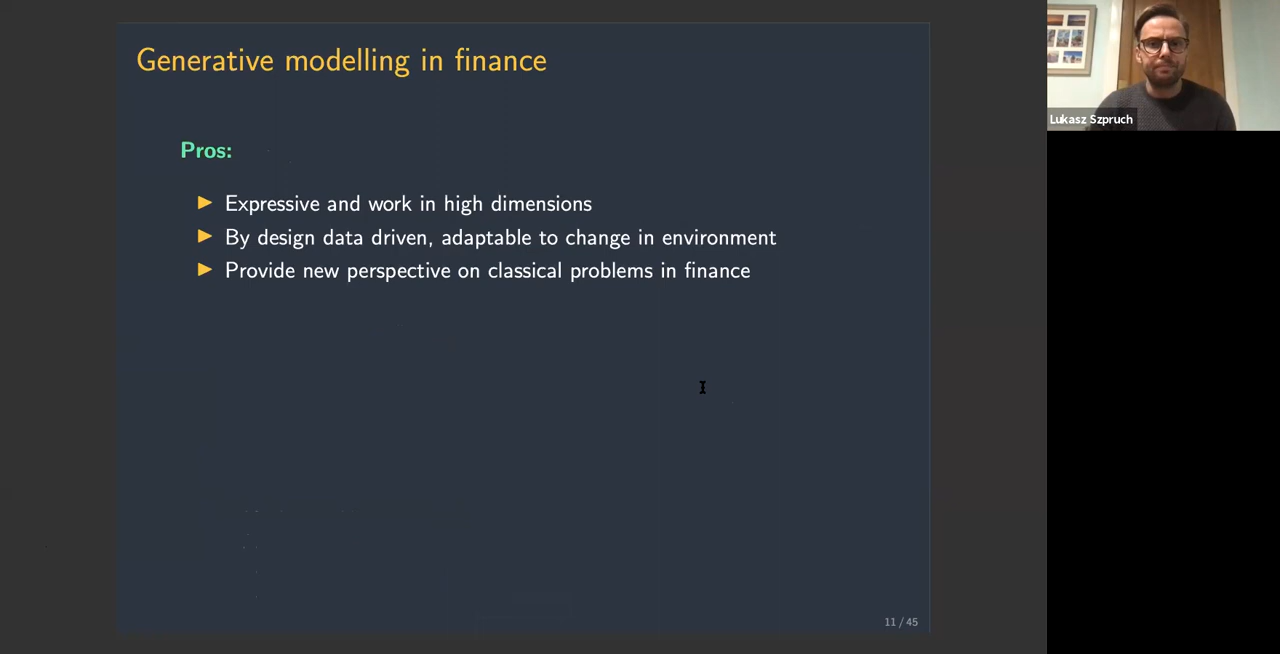 Generative modelling in finance
Pros:
▶ Expressive and work in high dimensions
▶ By design data driven, adaptable to change in environment
▶ Provide new perspective on classical problems in finance
11 / 45
Lukasz Szpruch